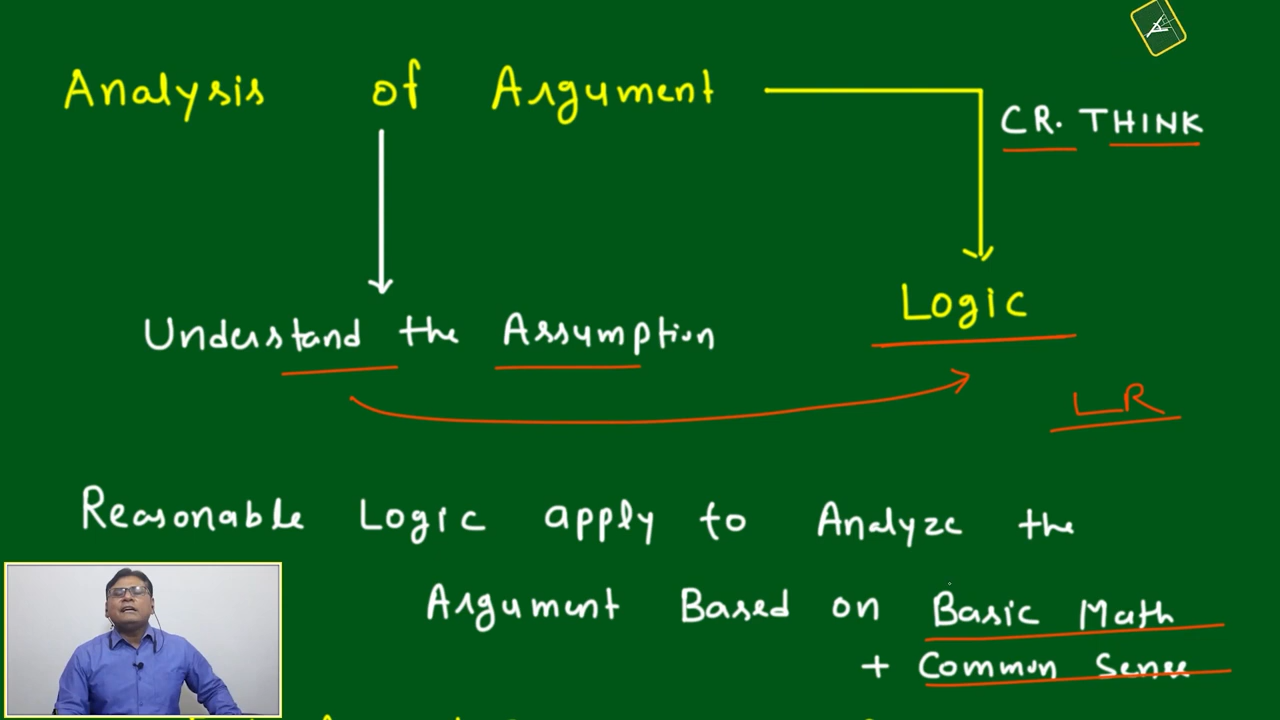 Analysis of Argument
CR. THINK
Understand the Assumption
Logic
LR
Reasonable Logic apply to Analyze the
Argument Based on Basic Math
+ Common Sense